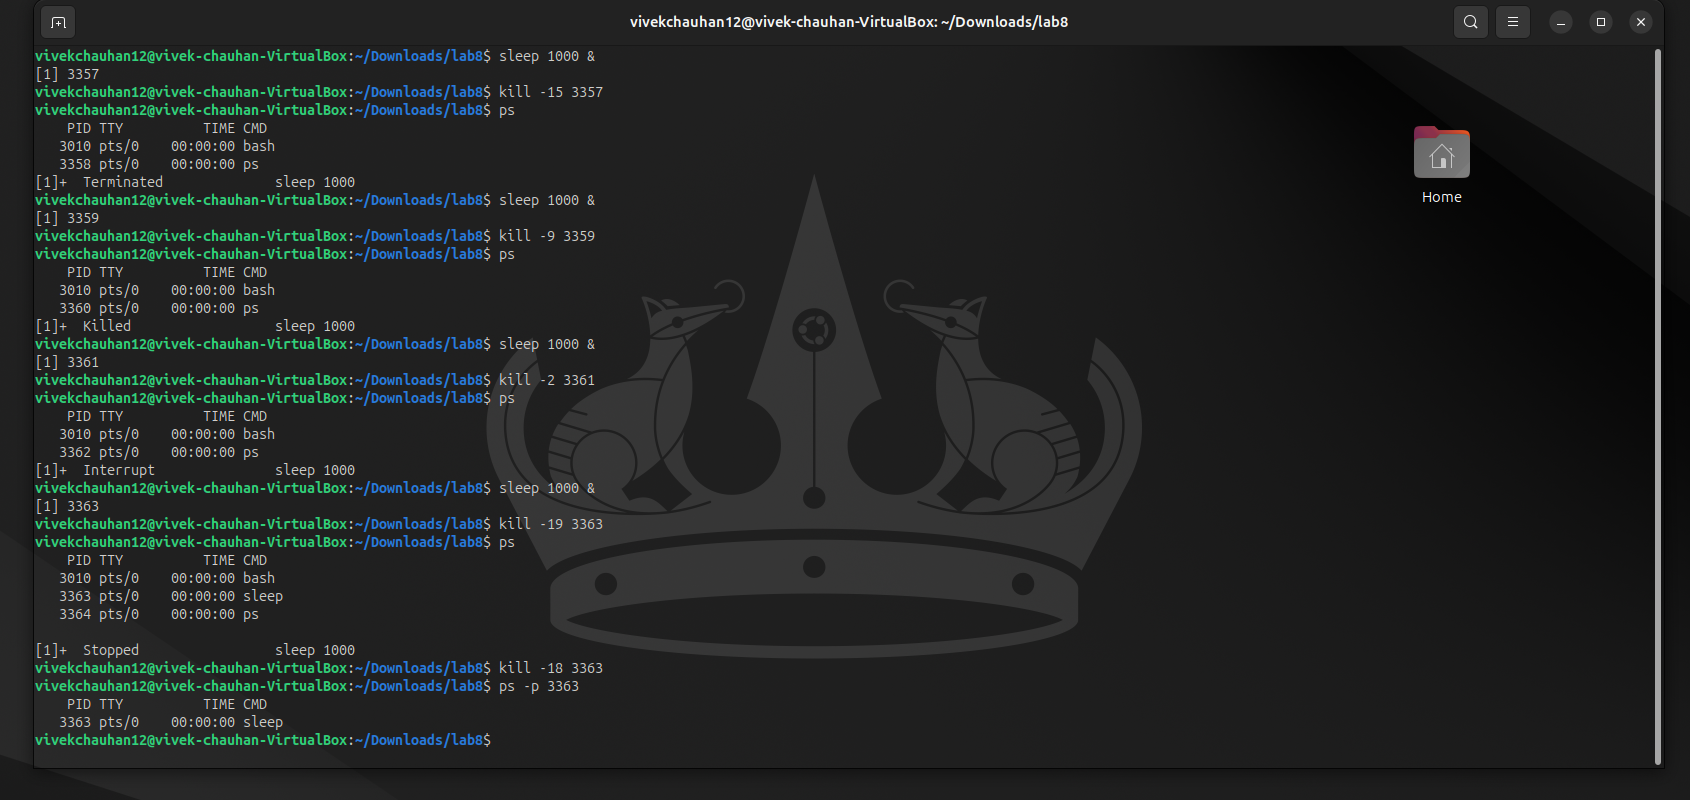 vivekchauhan12@vivek-chauhan-VirtualBox: ~/Downloads/lab8
vivekchauhan12@vivek-chauhan-VirtualBox:~/Downloads/lab8$ sleep 1000 &
[1] 3357
vivekchauhan12@vivek-chauhan-VirtualBox:~/Downloads/lab8$ kill -15 3357
vivekchauhan12@vivek-chauhan-VirtualBox:~/Downloads/lab8$ ps
    PID TTY          TIME CMD
   3010 pts/0    00:00:00 bash
   3358 pts/0    00:00:00 ps
[1]+  Terminated              sleep 1000
vivekchauhan12@vivek-chauhan-VirtualBox:~/Downloads/lab8$ sleep 1000 &
[1] 3359
vivekchauhan12@vivek-chauhan-VirtualBox:~/Downloads/lab8$ kill -9 3359
vivekchauhan12@vivek-chauhan-VirtualBox:~/Downloads/lab8$ ps
    PID TTY          TIME CMD
   3010 pts/0    00:00:00 bash
   3360 pts/0    00:00:00 ps
[1]+  Killed                  sleep 1000
vivekchauhan12@vivek-chauhan-VirtualBox:~/Downloads/lab8$ sleep 1000 &
[1] 3361
vivekchauhan12@vivek-chauhan-VirtualBox:~/Downloads/lab8$ kill -2 3361
vivekchauhan12@vivek-chauhan-VirtualBox:~/Downloads/lab8$ ps
    PID TTY          TIME CMD
   3010 pts/0    00:00:00 bash
   3362 pts/0    00:00:00 ps
[1]+  Interrupt               sleep 1000
vivekchauhan12@vivek-chauhan-VirtualBox:~/Downloads/lab8$ sleep 1000 &
[1] 3363
vivekchauhan12@vivek-chauhan-VirtualBox:~/Downloads/lab8$ kill -19 3363
vivekchauhan12@vivek-chauhan-VirtualBox:~/Downloads/lab8$ ps
    PID TTY          TIME CMD
   3010 pts/0    00:00:00 bash
   3363 pts/0    00:00:00 sleep
   3364 pts/0    00:00:00 ps
[1]+  Stopped                 sleep 1000
vivekchauhan12@vivek-chauhan-VirtualBox:~/Downloads/lab8$ kill -18 3363
vivekchauhan12@vivek-chauhan-VirtualBox:~/Downloads/lab8$ ps -p 3363
    PID TTY          TIME CMD
   3363 pts/0    00:00:00 sleep
vivekchauhan12@vivek-chauhan-VirtualBox:~/Downloads/lab8$
Home